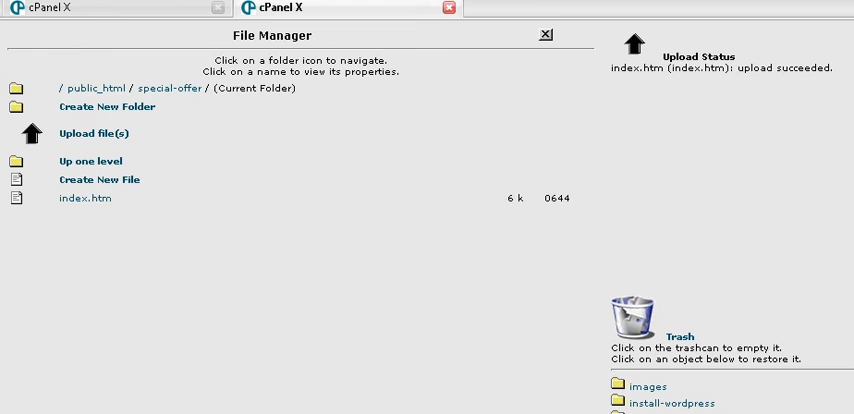 cPanel X
cPanel X
File Manager
Click on a folder icon to navigate.
Click on a name to view its properties.
/ public_html / special-offer / (Current Folder)
Create New Folder
Upload file(s)
Up one level
Create New File
index.htm 6 k 0644
Upload Status
index.htm (index.htm): upload succeeded.
Trash
Click on the trashcan to empty it.
Click on an object below to restore it.
images
install-wordpress